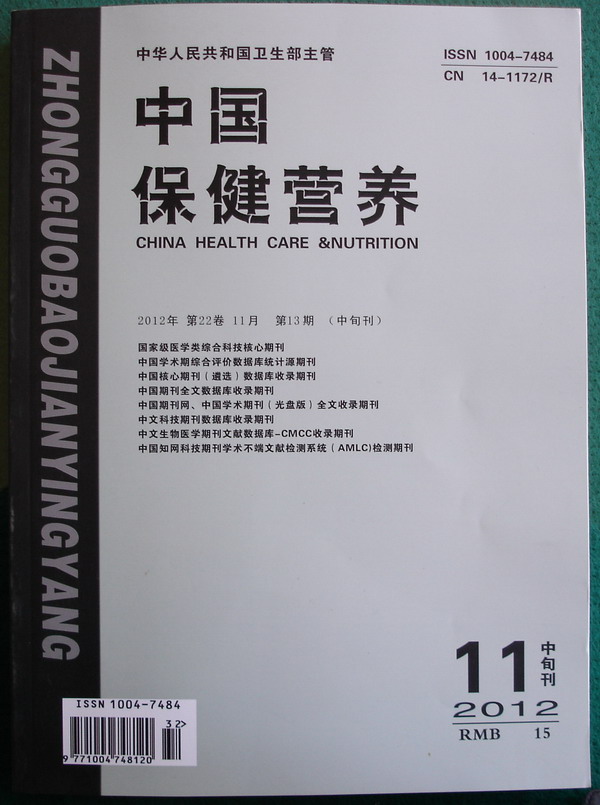 中华人民共和国卫生部主管
ISSN 1004-7484
CN 14-1172/R
ZHONGGUOBAOJIANYINGYANG
中国
保健营养
CHINA HEALTH CARE &NUTRITION
2012年 第22卷 11月 第13期 （中旬刊）
国家级医学类综合科技核心期刊
中国学术期综合评价数据库统计源期刊
中国核心期刊（遴选）数据库收录期刊
中国期刊全文数据库收录期刊
中国期刊网、中国学术期刊（光盘版）全文收录期刊
中文科技期刊数据库收录期刊
中文生物医学期刊文献数据库-CMCC收录期刊
中国知网科技期刊学术不端文献检测系统（AMLC)检测期刊
11 中旬刊
2012
RMB 15
ISSN 1004-7484
32>
9 771004 748120